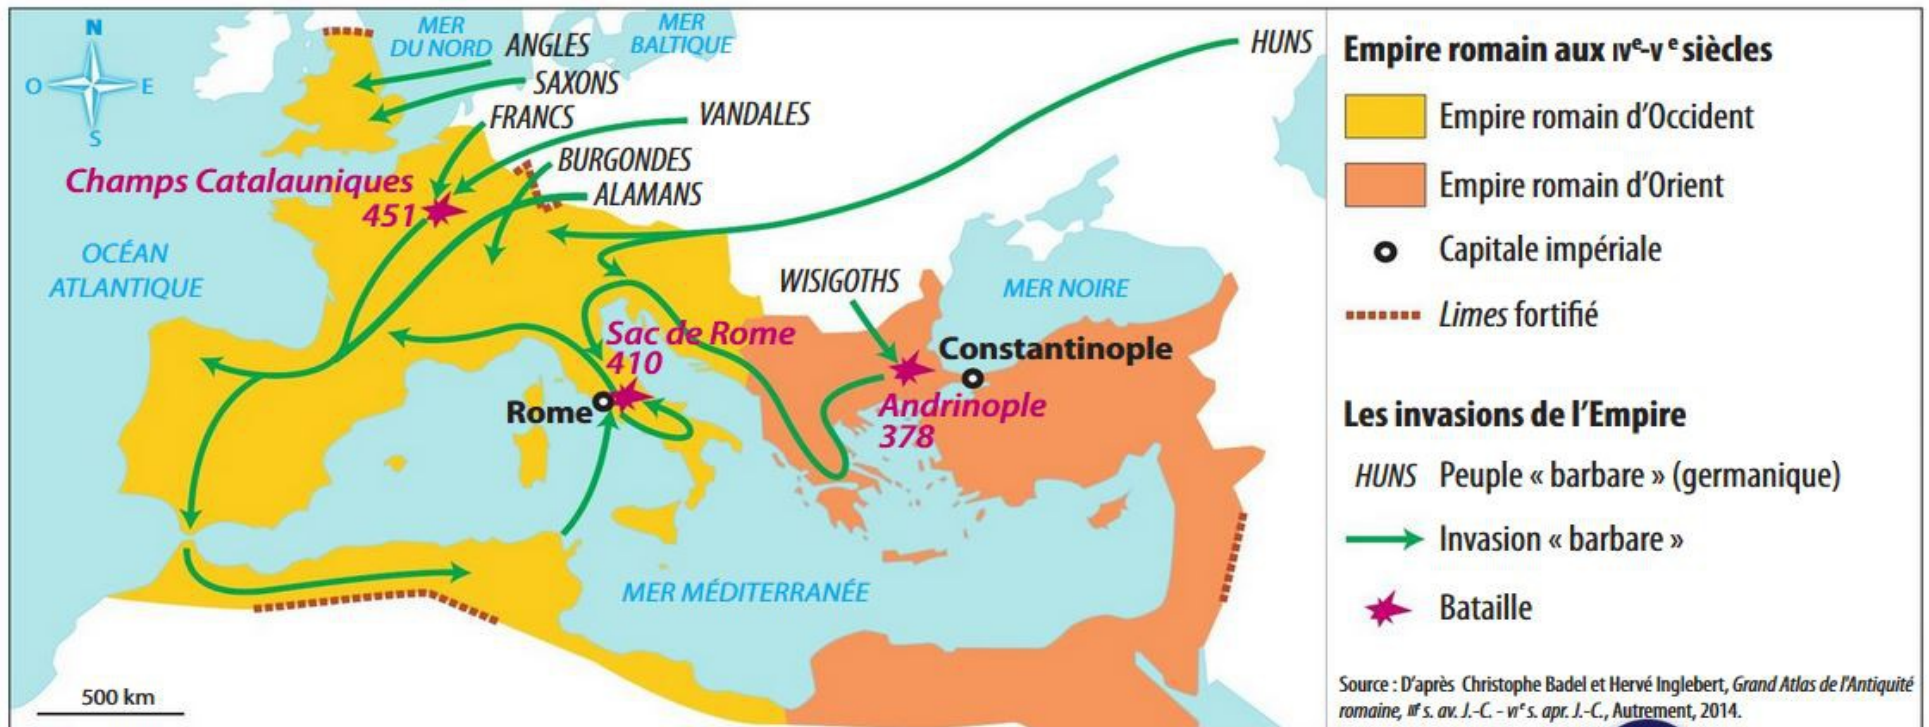 N
O
E
S
MER
DU NORD
MER
BALTIQUE
ANGLES
SAXONS
FRANCS
VANDALES
BURGONDES
ALAMANS
HUNS
Champs Catalauniques
451
OCÉAN
ATLANTIQUE
WISIGOTHS
MER NOIRE
Sac de Rome
410
Rome
Constantinople
Andrinople
378
MER MÉDITERRANÉE
500 km
Empire romain aux IVe-Ve siècles
Empire romain d'Occident
Empire romain d'Orient
Capitale impériale
Limes fortifié
Les invasions de l'Empire
HUNS Peuple « barbare » (germanique)
Invasion « barbare »
Bataille
Source : D'après Christophe Badel et Hervé Inglebert, Grand Atlas de l'Antiquité
romaine, IIIe s. av. J.-C. - VIe s. apr. J.-C., Autrement, 2014.